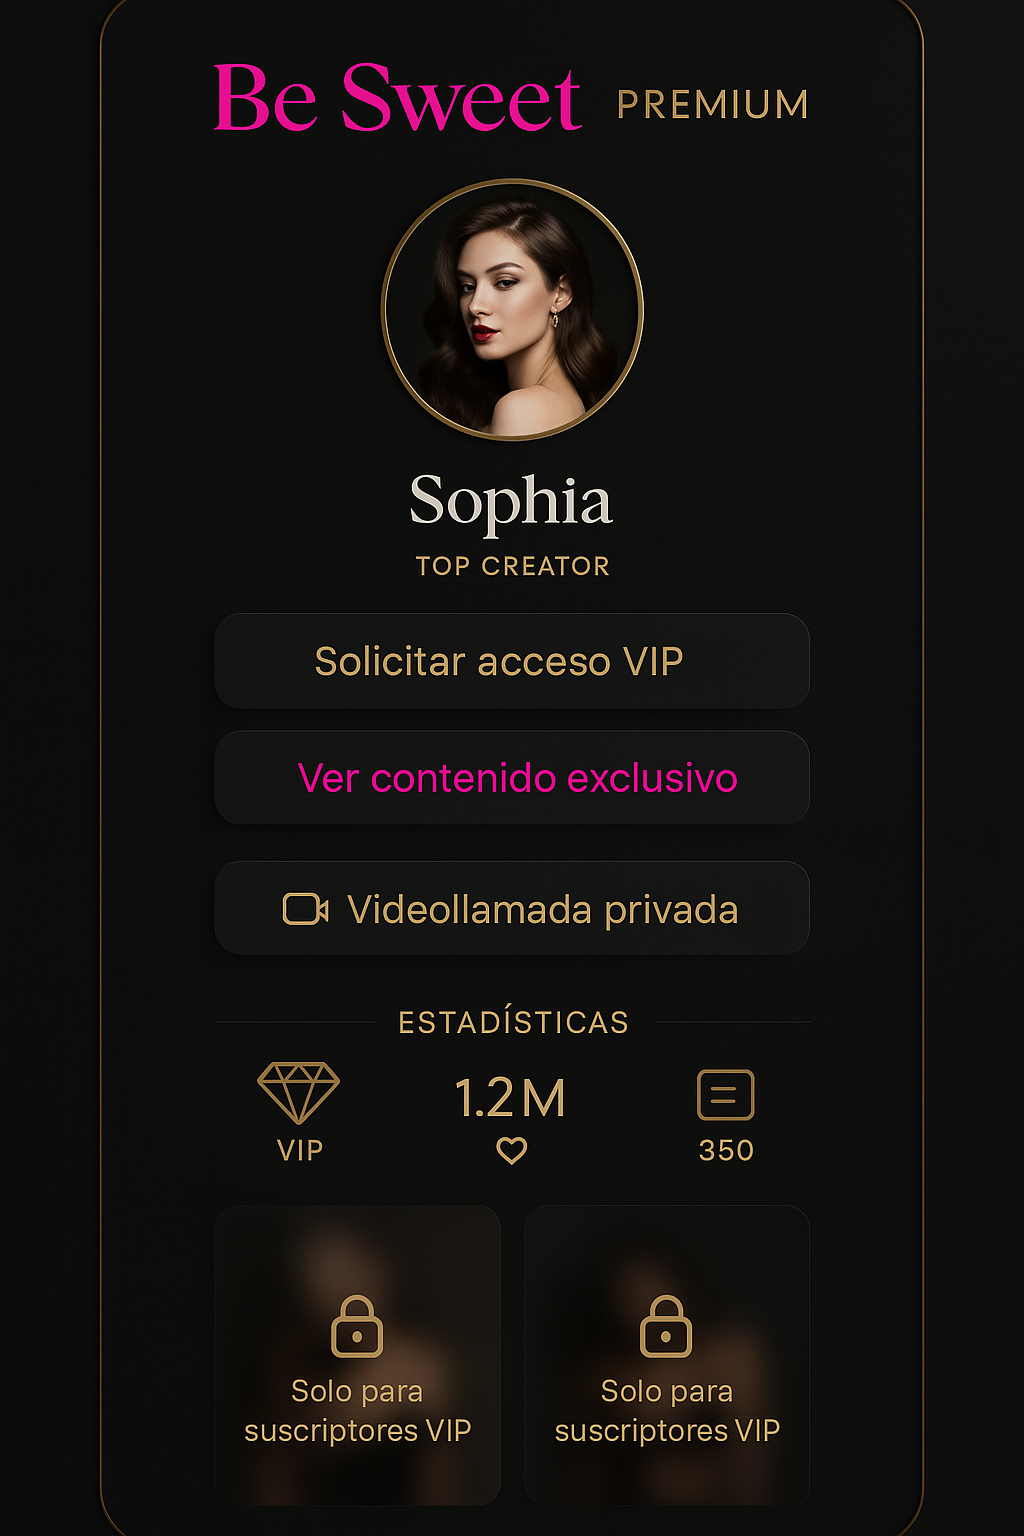 Be Sweet PREMIUM
Sophia
TOP CREATOR
Solicitar acceso VIP
Ver contenido exclusivo
Videollamada privada
ESTADÍSTICAS
VIP
1.2 M
350
Solo para
suscriptores VIP
Solo para
suscriptores VIP